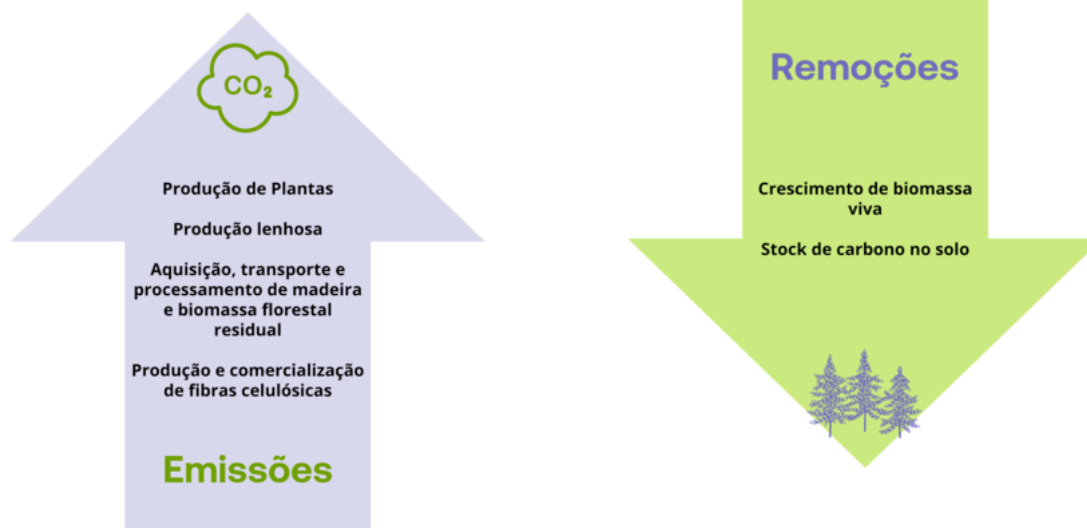 CO₂
Produção de Plantas
Produção lenhosa
Aquisição, transporte e
processamento de madeira
e biomassa florestal
residual
Produção e comercialização
de fibras celulósicas
Emissões
Remoções
Crescimento de biomassa
viva
Stock de carbono no solo